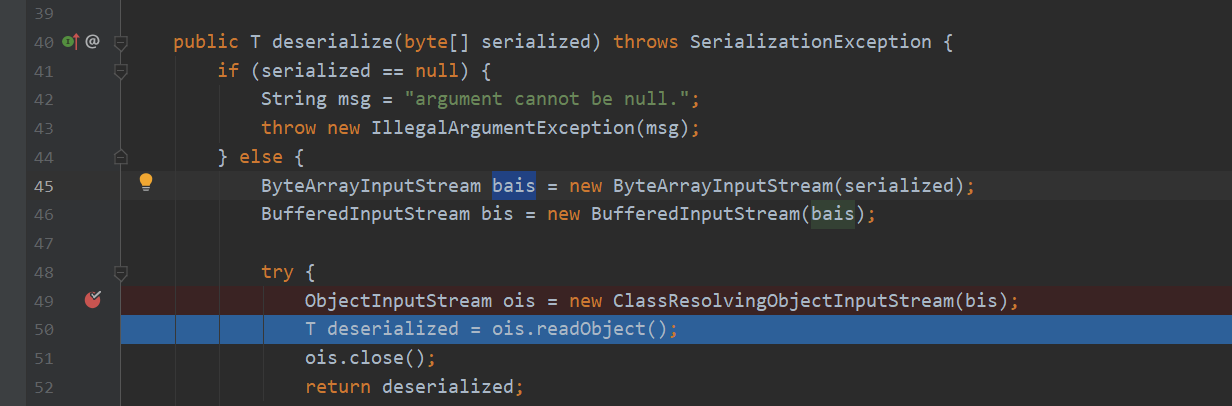 39
40 @ public T deserialize(byte[] serialized) throws SerializationException {
41 if (serialized == null) {
42 String msg = "argument cannot be null.";
43 throw new IllegalArgumentException(msg);
44 } else {
45 ByteArrayInputStream bais = new ByteArrayInputStream(serialized);
46 BufferedInputStream bis = new BufferedInputStream(bais);
47
48 try {
49 ObjectInputStream ois = new ClassResolvingObjectInputStream(bis);
50 T deserialized = ois.readObject();
51 ois.close();
52 return deserialized;